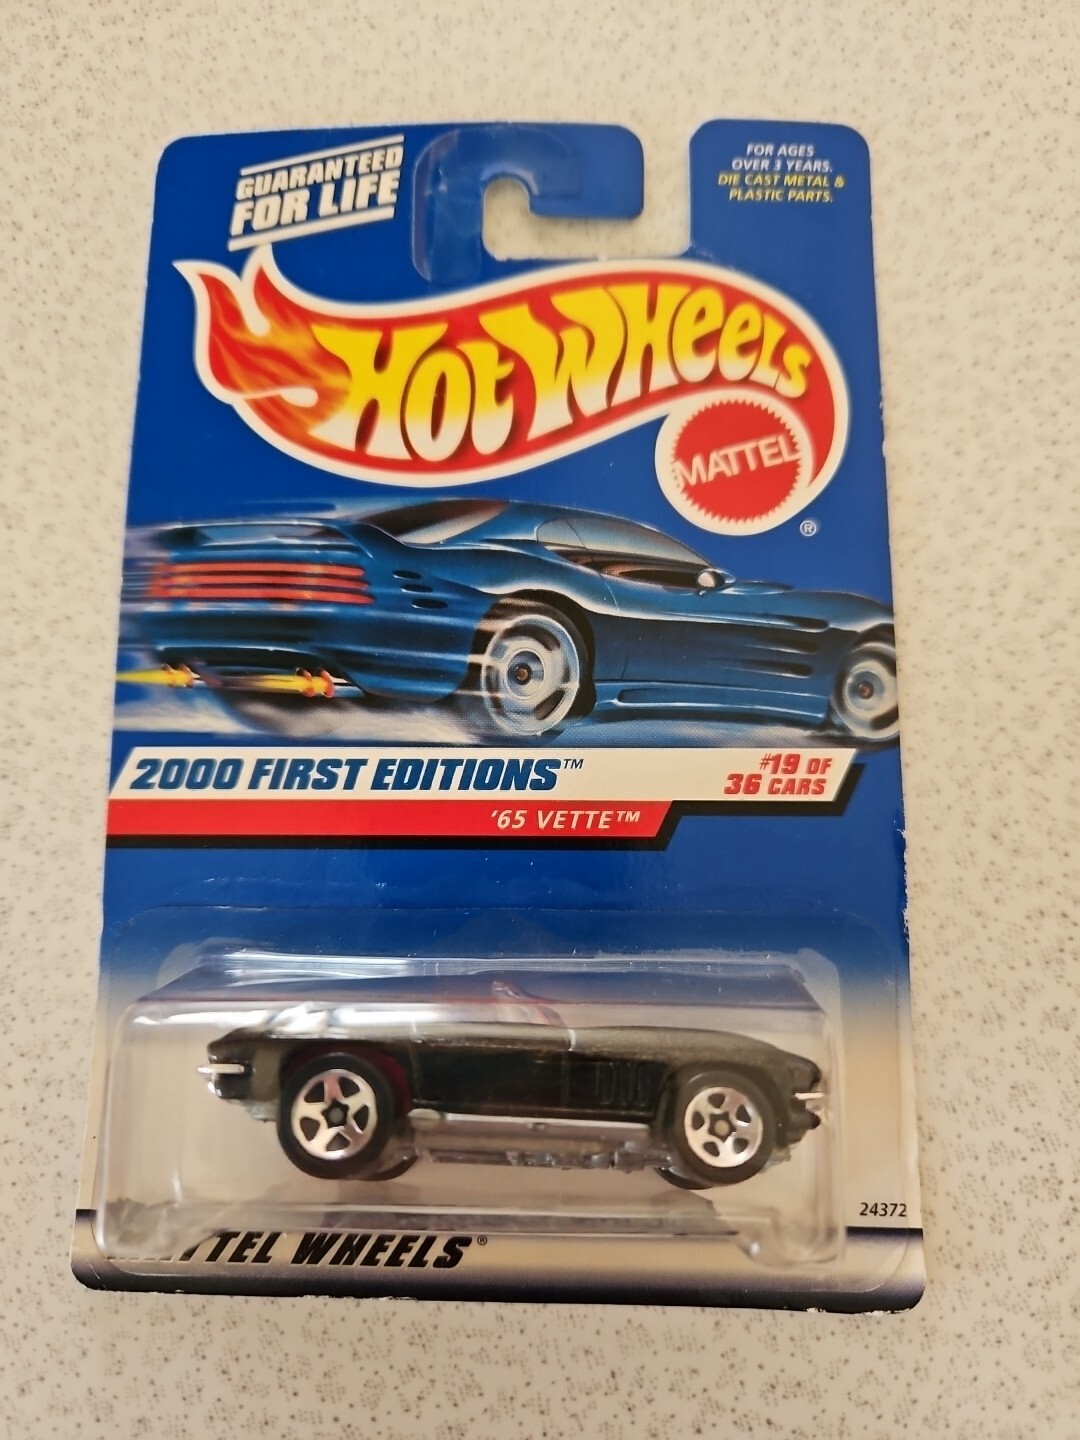 GUARANTEED
FOR LIFE
FOR AGES
OVER 3 YEARS.
DIE CAST METAL &
PLASTIC PARTS.
HOT WHEELS
MATTEL
®
2000 FIRST EDITIONS™
#19 OF
36 CARS
'65 VETTE™
24372
MATTEL WHEELS®